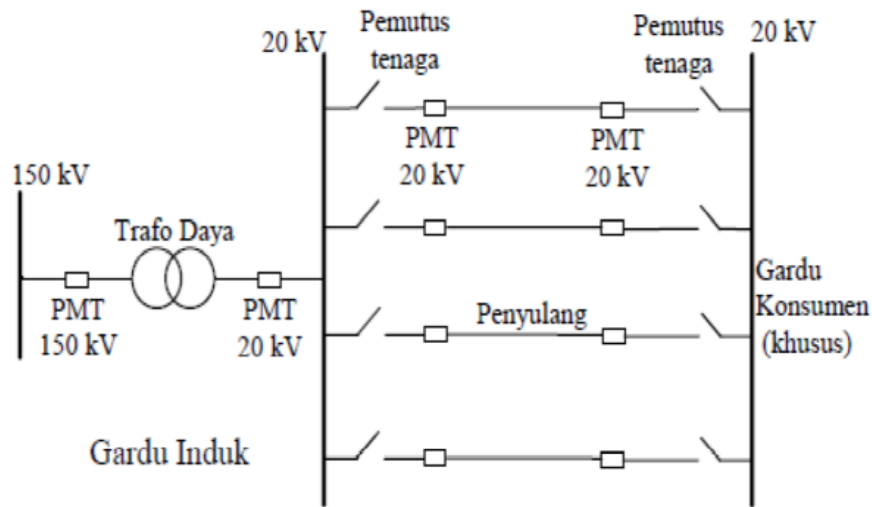 20 kV
Pemutus
tenaga
Pemutus
tenaga
20 kV
PMT
20 kV
PMT
20 kV
150 kV
Trafo Daya
PMT
150 kV
PMT
20 kV
Penyulang
Gardu
Konsumen
(khusus)
Gardu Induk